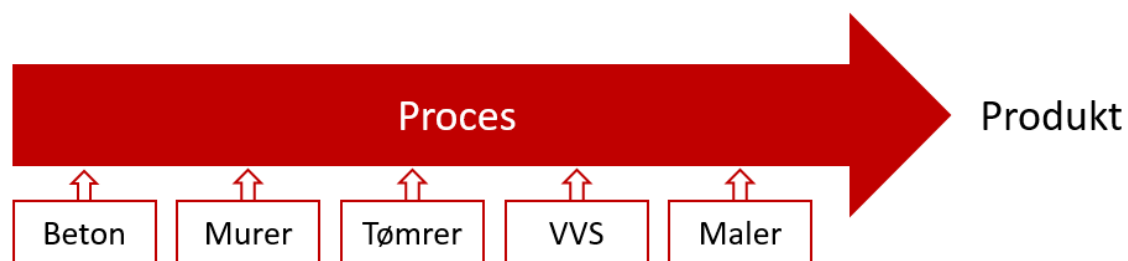 Proces
Produkt
Beton
Murer
Tømrer
VVS
Maler